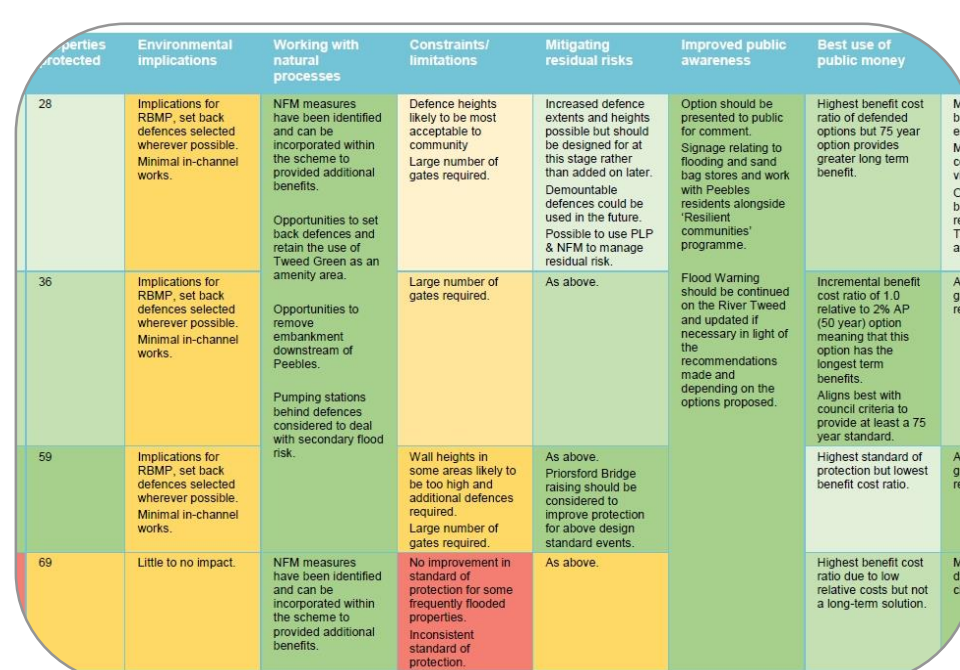 Environmental
implications
Working with
natural
processes
Constraints/
limitations
Mitigating
residual risks
Improved public
awareness
Best use of
public money
28
Implications for
RBMP, set back
defences selected
wherever possible.
Minimal in-channel
works.
NFM measures
have been identified
and can be
incorporated within
the scheme to
provided additional
benefits.
Opportunities to set
back defences and
retain the use of
Tweed Green as an
amenity area.
Opportunities to
remove
embankment
downstream of
Peebles.
Pumping stations
behind defences
considered to deal
with secondary flood
risk.
Defence heights
likely to be most
acceptable to
community
Large number of
gates required.
Increased defence
extents and heights
possible but should
be designed for at
this stage rather
than added on later.
Demountable
defences could be
used in the future.
Possible to use PLP
& NFM to manage
residual risk.
Option should be
presented to public
for comment.
Signage relating to
flooding and sand
bag stores and work
with Peebles
residents alongside
‘Resilient
communities’
programme.
Flood Warning
should be continued
on the River Tweed
and updated if
necessary in light of
the
recommendations
made and
depending on the
options proposed.
Highest benefit cost
ratio of defended
options but 75 year
option provides
greater long term
benefit.
36
Implications for
RBMP, set back
defences selected
wherever possible.
Minimal in-channel
works.
Large number of
gates required.
As above.
Incremental benefit
cost ratio of 1.0
relative to 2% AP
(50 year) option
meaning that this
option has the
longest term
benefits.
Aligns best with
council criteria to
provide at least a 75
year standard.
59
Implications for
RBMP, set back
defences selected
wherever possible.
Minimal in-channel
works.
Wall heights in
some areas likely to
be too high and
additional defences
required.
Large number of
gates required.
As above.
Priorsford Bridge
raising should be
considered to
improve protection
for above design
standard events.
Highest standard of
protection but lowest
benefit cost ratio.
69
Little to no impact.
NFM measures
have been identified
and can be
incorporated within
the scheme to
provided additional
benefits.
No improvement in
standard of
protection for some
frequently flooded
properties.
Inconsistent
standard of
protection.
As above.
Highest benefit cost
ratio due to low
relative costs but not
a long-term solution.